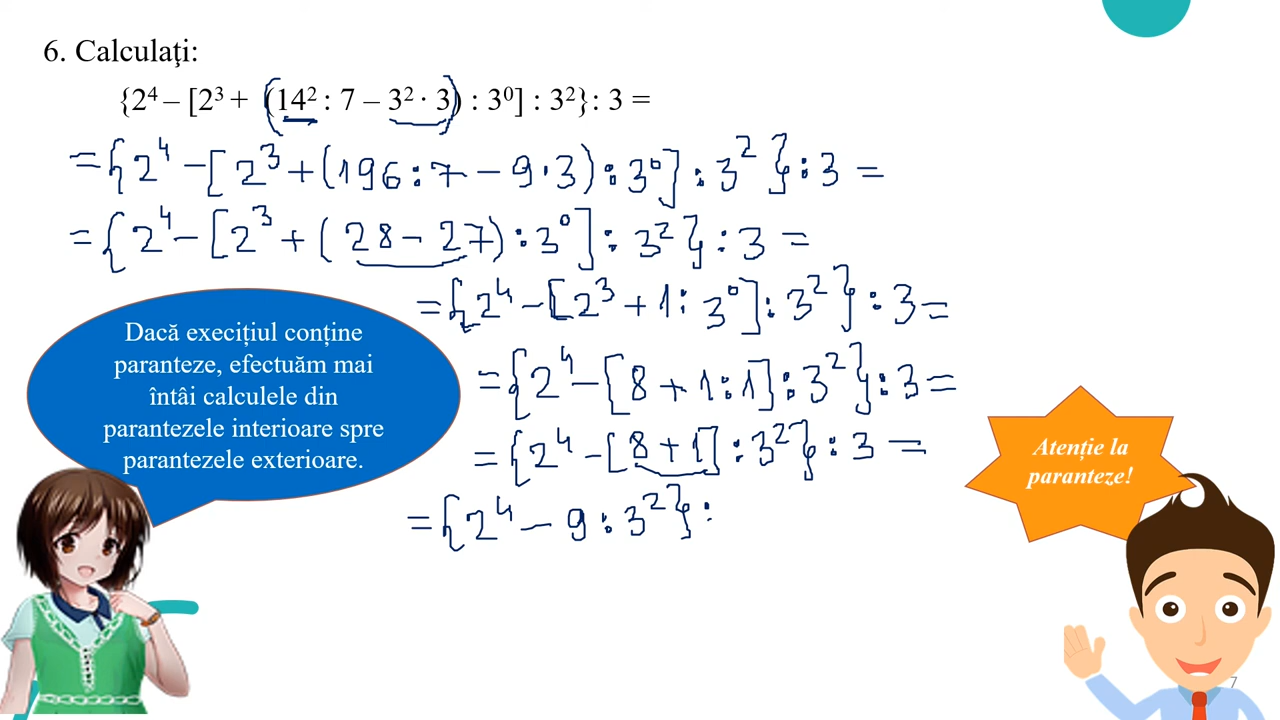 6. Calculaţi:
{2⁴ – [2³ + (14² : 7 – 3² · 3) : 3⁰] : 3²} : 3 =
= {2⁴ – [2³ + (196 : 7 – 9 · 3) : 3⁰] : 3²} : 3 =
= {2⁴ – [2³ + (28 – 27) : 3⁰] : 3²} : 3 =
= {2⁴ – [2³ + 1 : 3⁰] : 3²} : 3 =
= {2⁴ – [8 + 1 : 1] : 3²} : 3 =
= {2⁴ – [8 + 1] : 3²} : 3 =
= {2⁴ – 9 : 3²} :
Dacă execițiul conține
paranteze, efectuăm mai
întâi calculele din
parantezele interioare spre
parantezele exterioare.
Atenție la
paranteze!
7